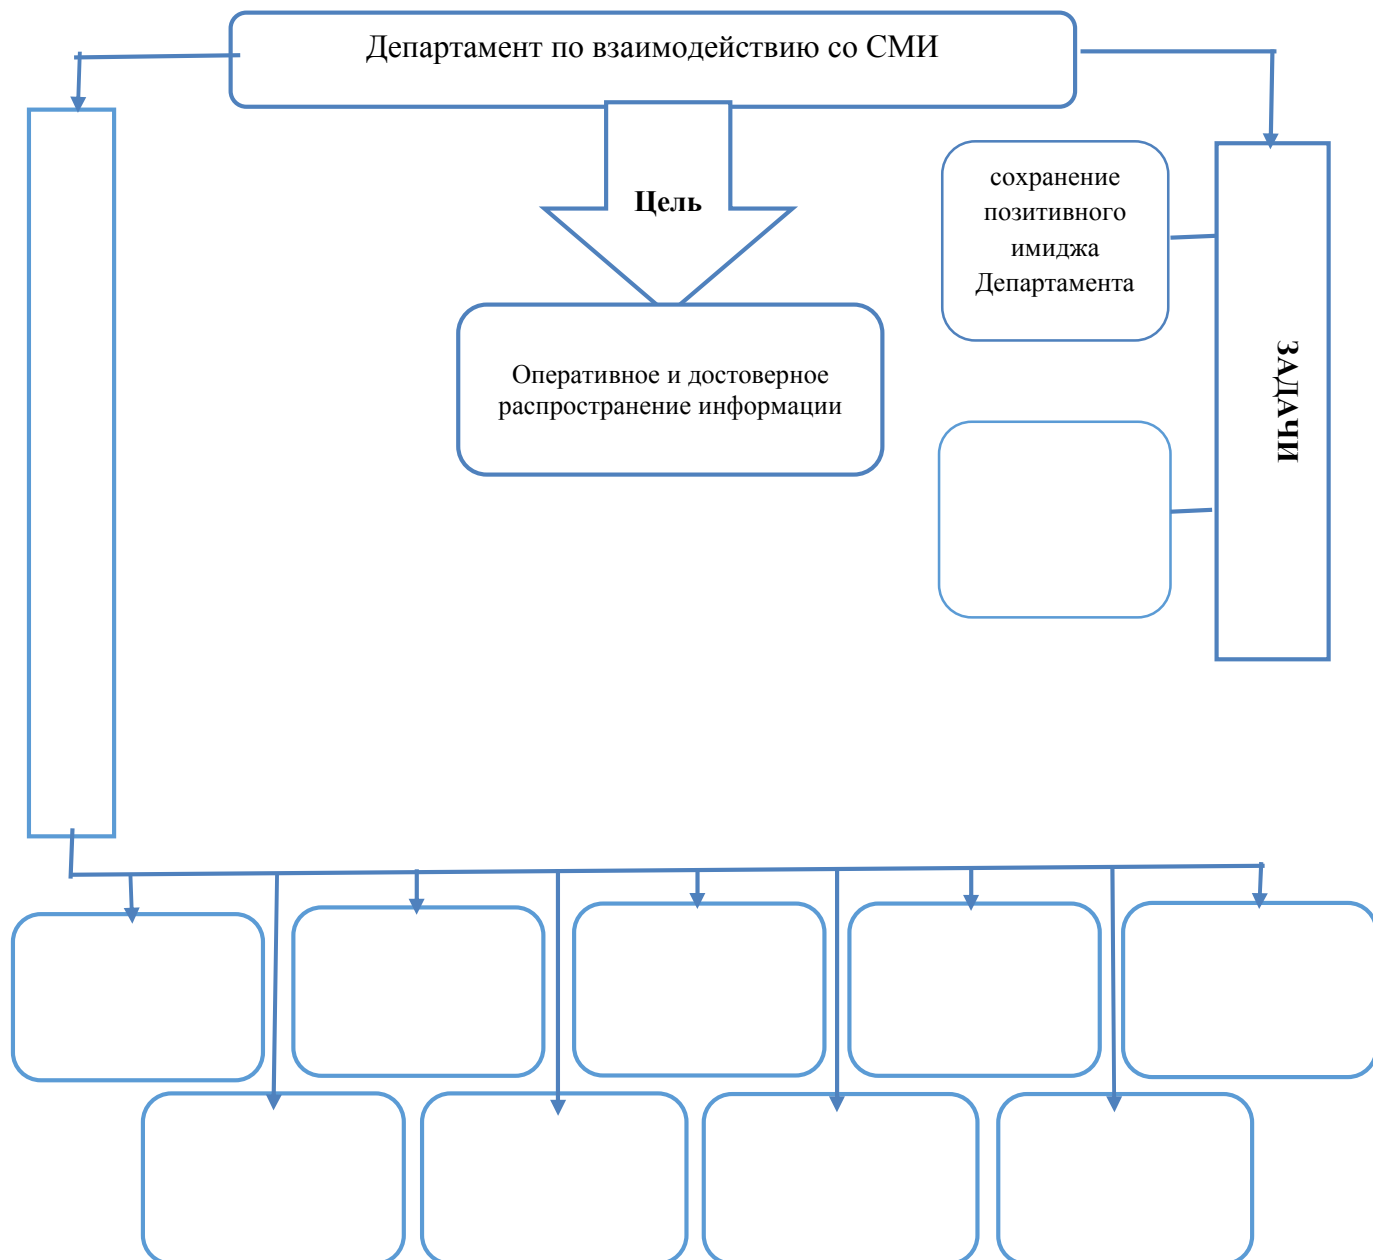 Департамент по взаимодействию со СМИ
Цель
сохранение
позитивного
имиджа
Департамента
Оперативное и достоверное
распространение информации
ЗАДАЧИ